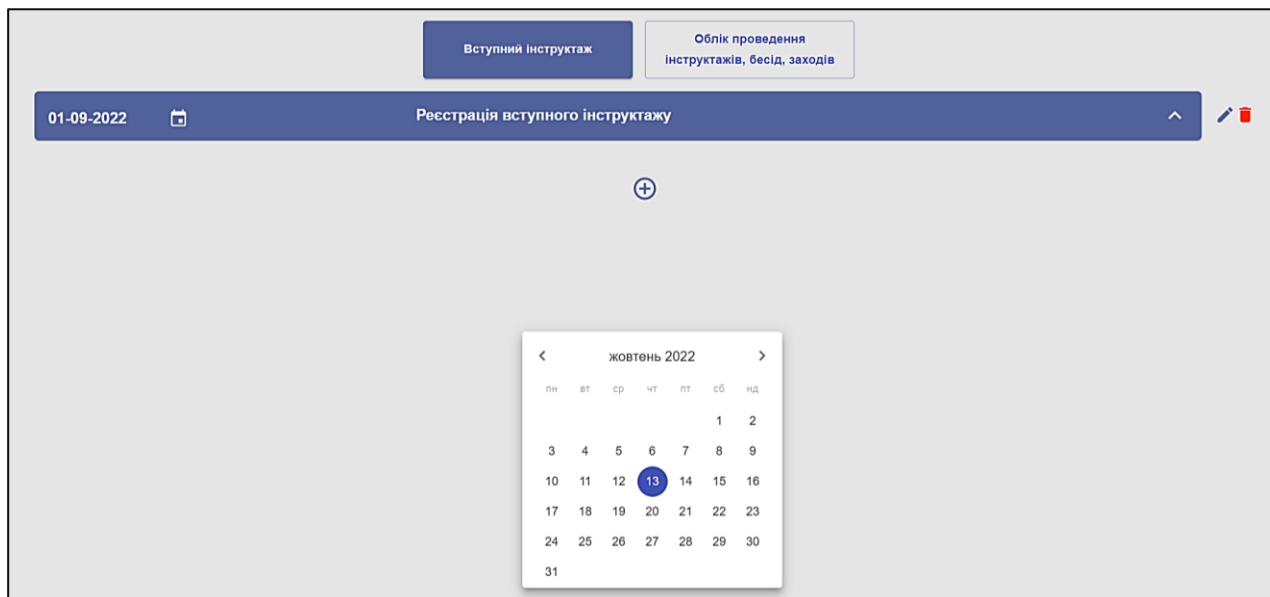 Вступний інструктаж
Облік проведення
інструктажів, бесід, заходів
01-09-2022 Реєстрація вступного інструктажу
жовтень 2022
пн вт ср чт пт сб нд
1 2
3 4 5 6 7 8 9
10 11 12 13 14 15 16
17 18 19 20 21 22 23
24 25 26 27 28 29 30
31